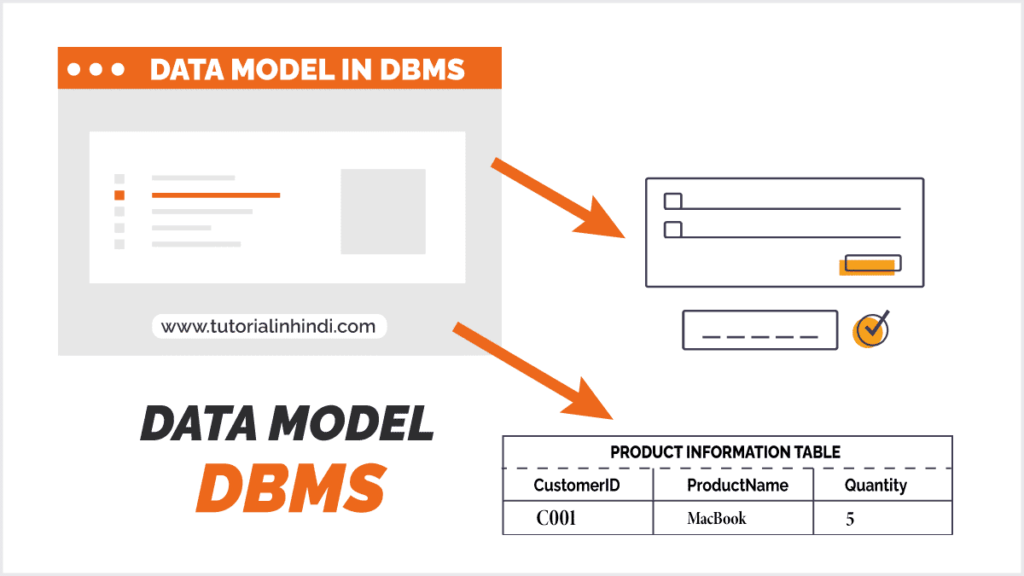 DATA MODEL IN DBMS
www.tutorialinhindi.com
DATA MODEL
DBMS
PRODUCT INFORMATION TABLE
CustomerID ProductName Quantity
C001 MacBook 5